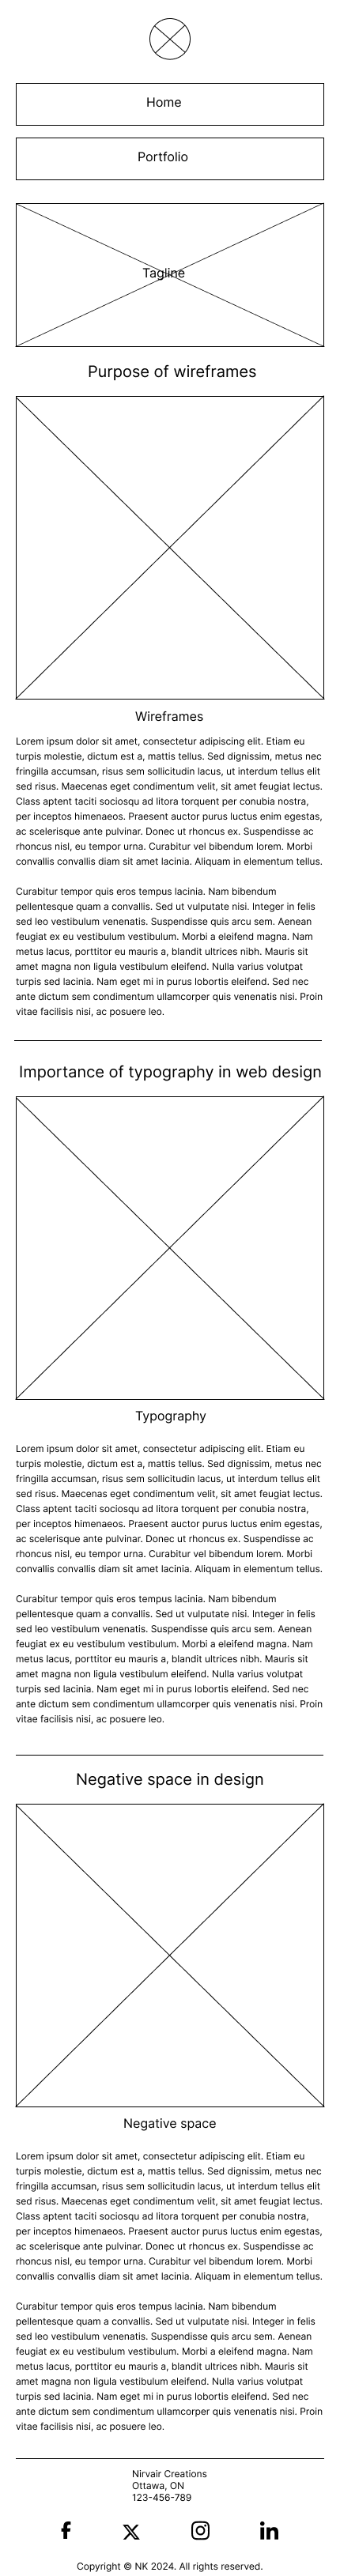 Home
Portfolio
Tagline
Purpose of wireframes
Wireframes
Lorem ipsum dolor sit amet, consectetur adipiscing elit. Etiam eu
turpis molestie, dictum est a, mattis tellus. Sed dignissim, metus nec
fringilla accumsan, risus sem sollicitudin lacus, ut interdum tellus elit
sed risus. Maecenas eget condimentum velit, sit amet feugiat lectus.
Class aptent taciti sociosqu ad litora torquent per conubia nostra,
per inceptos himenaeos. Praesent auctor purus luctus enim egestas,
ac scelerisque ante pulvinar. Donec ut rhoncus ex. Suspendisse ac
rhoncus nisl, eu tempor urna. Curabitur vel bibendum lorem. Morbi
convallis convallis diam sit amet lacinia. Aliquam in elementum tellus.
Curabitur tempor quis eros tempus lacinia. Nam bibendum
pellentesque quam a convallis. Sed ut vulputate nisi. Integer in felis
sed leo vestibulum venenatis. Suspendisse quis arcu sem. Aenean
feugiat ex eu vestibulum vestibulum. Morbi a eleifend magna. Nam
metus lacus, porttitor eu mauris a, blandit ultrices nibh. Mauris sit
amet magna non ligula vestibulum eleifend. Nulla varius volutpat
turpis sed lacinia. Nam eget mi in purus lobortis eleifend. Sed nec
ante dictum sem condimentum ullamcorper quis venenatis nisi. Proin
vitae facilisis nisi, ac posuere leo.
Importance of typography in web design
Typography
Lorem ipsum dolor sit amet, consectetur adipiscing elit. Etiam eu
turpis molestie, dictum est a, mattis tellus. Sed dignissim, metus nec
fringilla accumsan, risus sem sollicitudin lacus, ut interdum tellus elit
sed risus. Maecenas eget condimentum velit, sit amet feugiat lectus.
Class aptent taciti sociosqu ad litora torquent per conubia nostra,
per inceptos himenaeos. Praesent auctor purus luctus enim egestas,
ac scelerisque ante pulvinar. Donec ut rhoncus ex. Suspendisse ac
rhoncus nisl, eu tempor urna. Curabitur vel bibendum lorem. Morbi
convallis convallis diam sit amet lacinia. Aliquam in elementum tellus.
Curabitur tempor quis eros tempus lacinia. Nam bibendum
pellentesque quam a convallis. Sed ut vulputate nisi. Integer in felis
sed leo vestibulum venenatis. Suspendisse quis arcu sem. Aenean
feugiat ex eu vestibulum vestibulum. Morbi a eleifend magna. Nam
metus lacus, porttitor eu mauris a, blandit ultrices nibh. Mauris sit
amet magna non ligula vestibulum eleifend. Nulla varius volutpat
turpis sed lacinia. Nam eget mi in purus lobortis eleifend. Sed nec
ante dictum sem condimentum ullamcorper quis venenatis nisi. Proin
vitae facilisis nisi, ac posuere leo.
Negative space in design
Negative space
Lorem ipsum dolor sit amet, consectetur adipiscing elit. Etiam eu
turpis molestie, dictum est a, mattis tellus. Sed dignissim, metus nec
fringilla accumsan, risus sem sollicitudin lacus, ut interdum tellus elit
sed risus. Maecenas eget condimentum velit, sit amet feugiat lectus.
Class aptent taciti sociosqu ad litora torquent per conubia nostra,
per inceptos himenaeos. Praesent auctor purus luctus enim egestas,
ac scelerisque ante pulvinar. Donec ut rhoncus ex. Suspendisse ac
rhoncus nisl, eu tempor urna. Curabitur vel bibendum lorem. Morbi
convallis convallis diam sit amet lacinia. Aliquam in elementum tellus.
Curabitur tempor quis eros tempus lacinia. Nam bibendum
pellentesque quam a convallis. Sed ut vulputate nisi. Integer in felis
sed leo vestibulum venenatis. Suspendisse quis arcu sem. Aenean
feugiat ex eu vestibulum vestibulum. Morbi a eleifend magna. Nam
metus lacus, porttitor eu mauris a, blandit ultrices nibh. Mauris sit
amet magna non ligula vestibulum eleifend. Nulla varius volutpat
turpis sed lacinia. Nam eget mi in purus lobortis eleifend. Sed nec
ante dictum sem condimentum ullamcorper quis venenatis nisi. Proin
vitae facilisis nisi, ac posuere leo.
Nirvair Creations
Ottawa, ON
123-456-789
Copyright © NK 2024. All rights reserved.